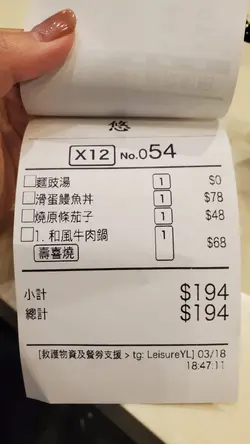 悠
X12 No.054
麵豉湯 1 $0
滑蛋鰻魚丼 1 $78
燒原條茄子 1 $48
1. 和風牛肉鍋 1 $68
壽喜燒
小計 $194
總計 $194
[救護物資及餐劵支援 > tg: LeisureYL] 03/18
18:47:11